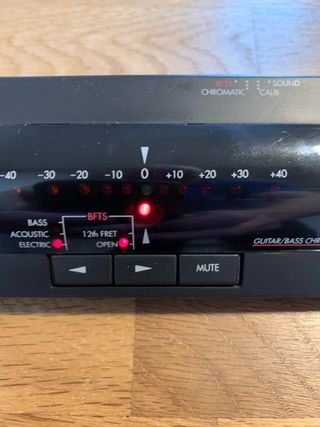 BFTS SOUND
CHROMATIC CALIB
-40 -30 -20 -10 0 +10 +20 +30 +40
BFTS
BASS
ACOUSTIC 12th FRET
ELECTRIC OPEN
GUITAR/BASS CHR
MUTE